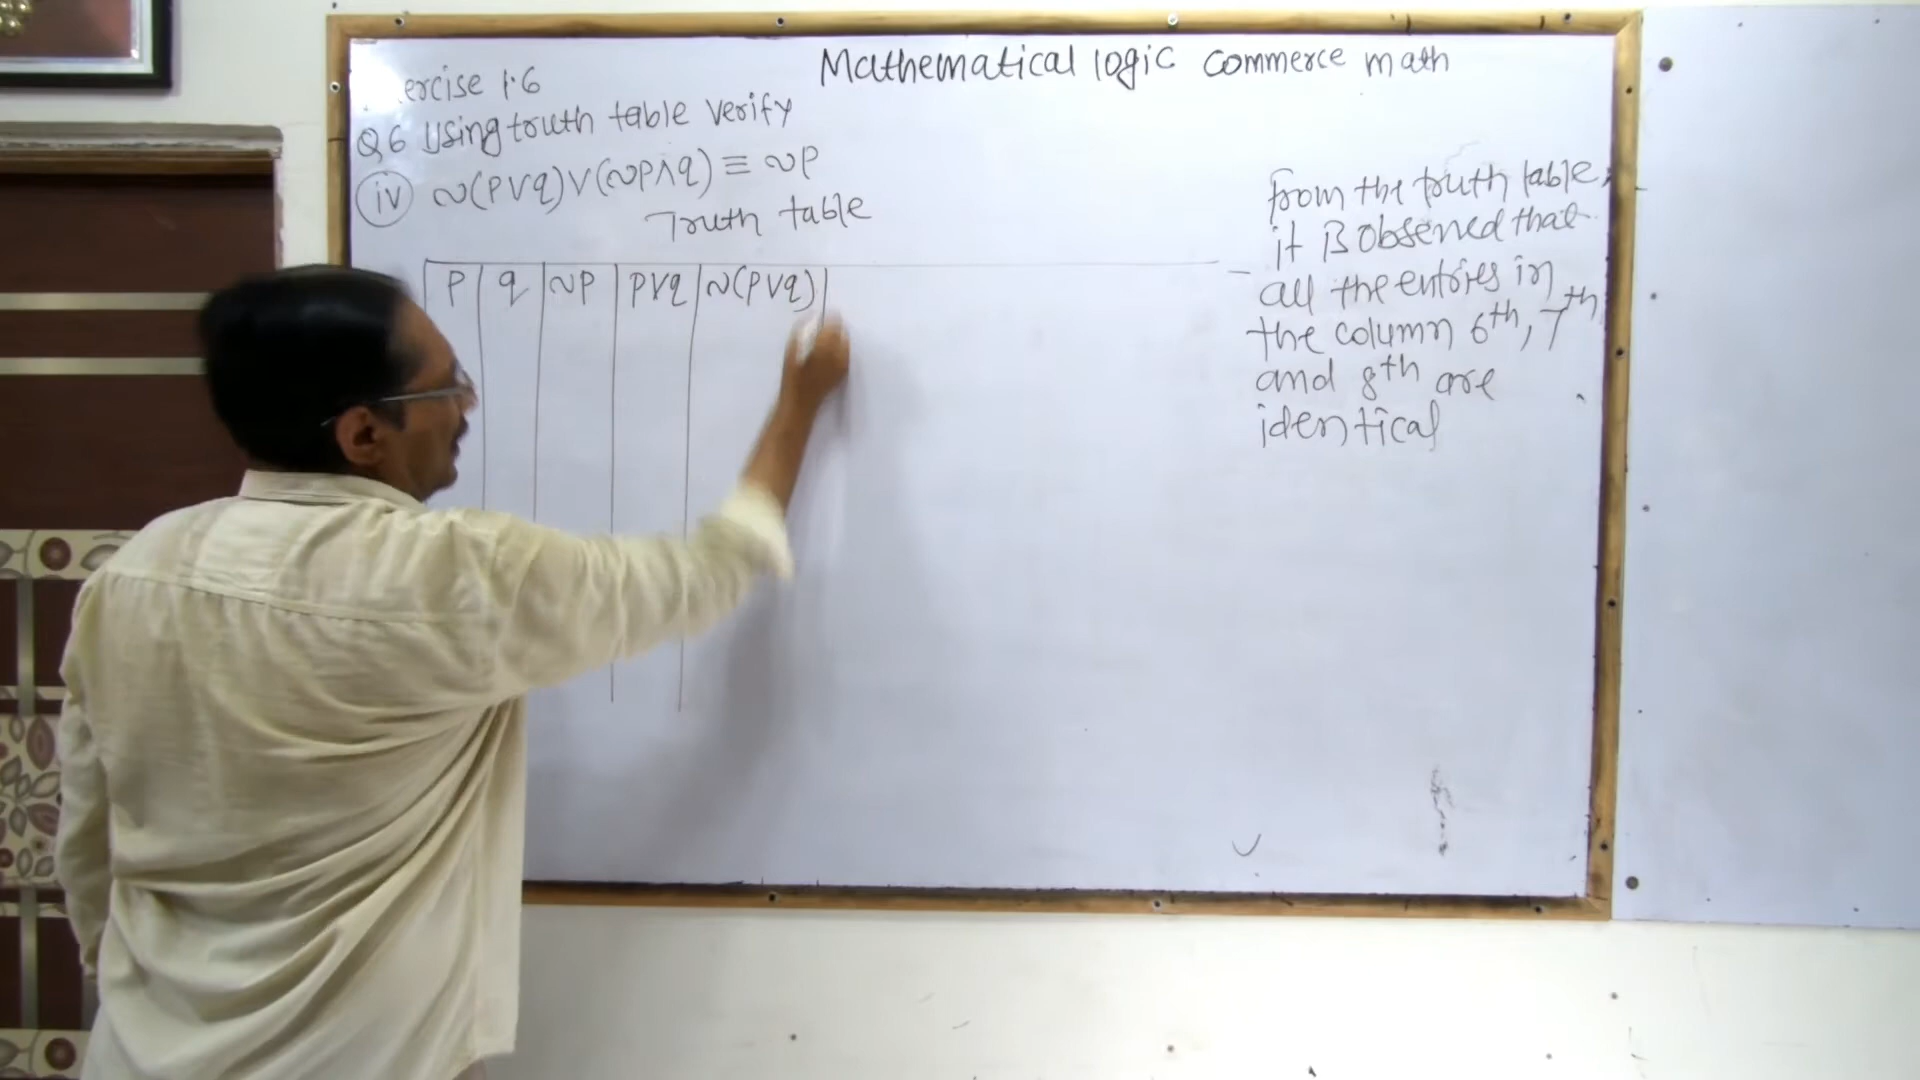 Mathematical logic commerce math
ercise 1.6
Q6 Using truth table verify
iv ~(p∨q)∨(~p∧q) ≡ ~p
Truth table
p q ~p p∨q ~(p∨q)
from the truth table,
it is observed that
all the entries in
the column 6th, 7th
and 8th are
identical